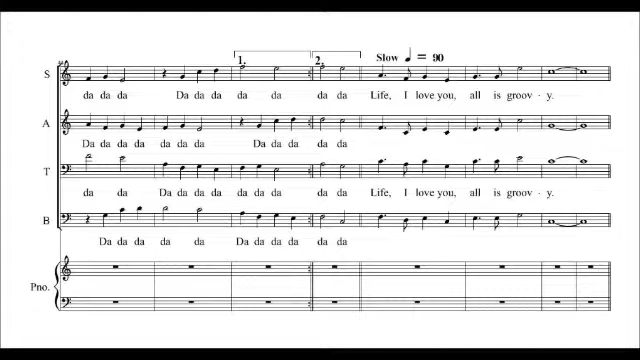 1. 2. Slow = 90
S
da da da Da da da da da da da da Life, I love you, all is groov - y.
A
Da da da da da da da Da da da da da
T
da da Da da da da da da da da Life, I love you, all is groov - y.
B
Da da da da da Da da da da da da
Pno.